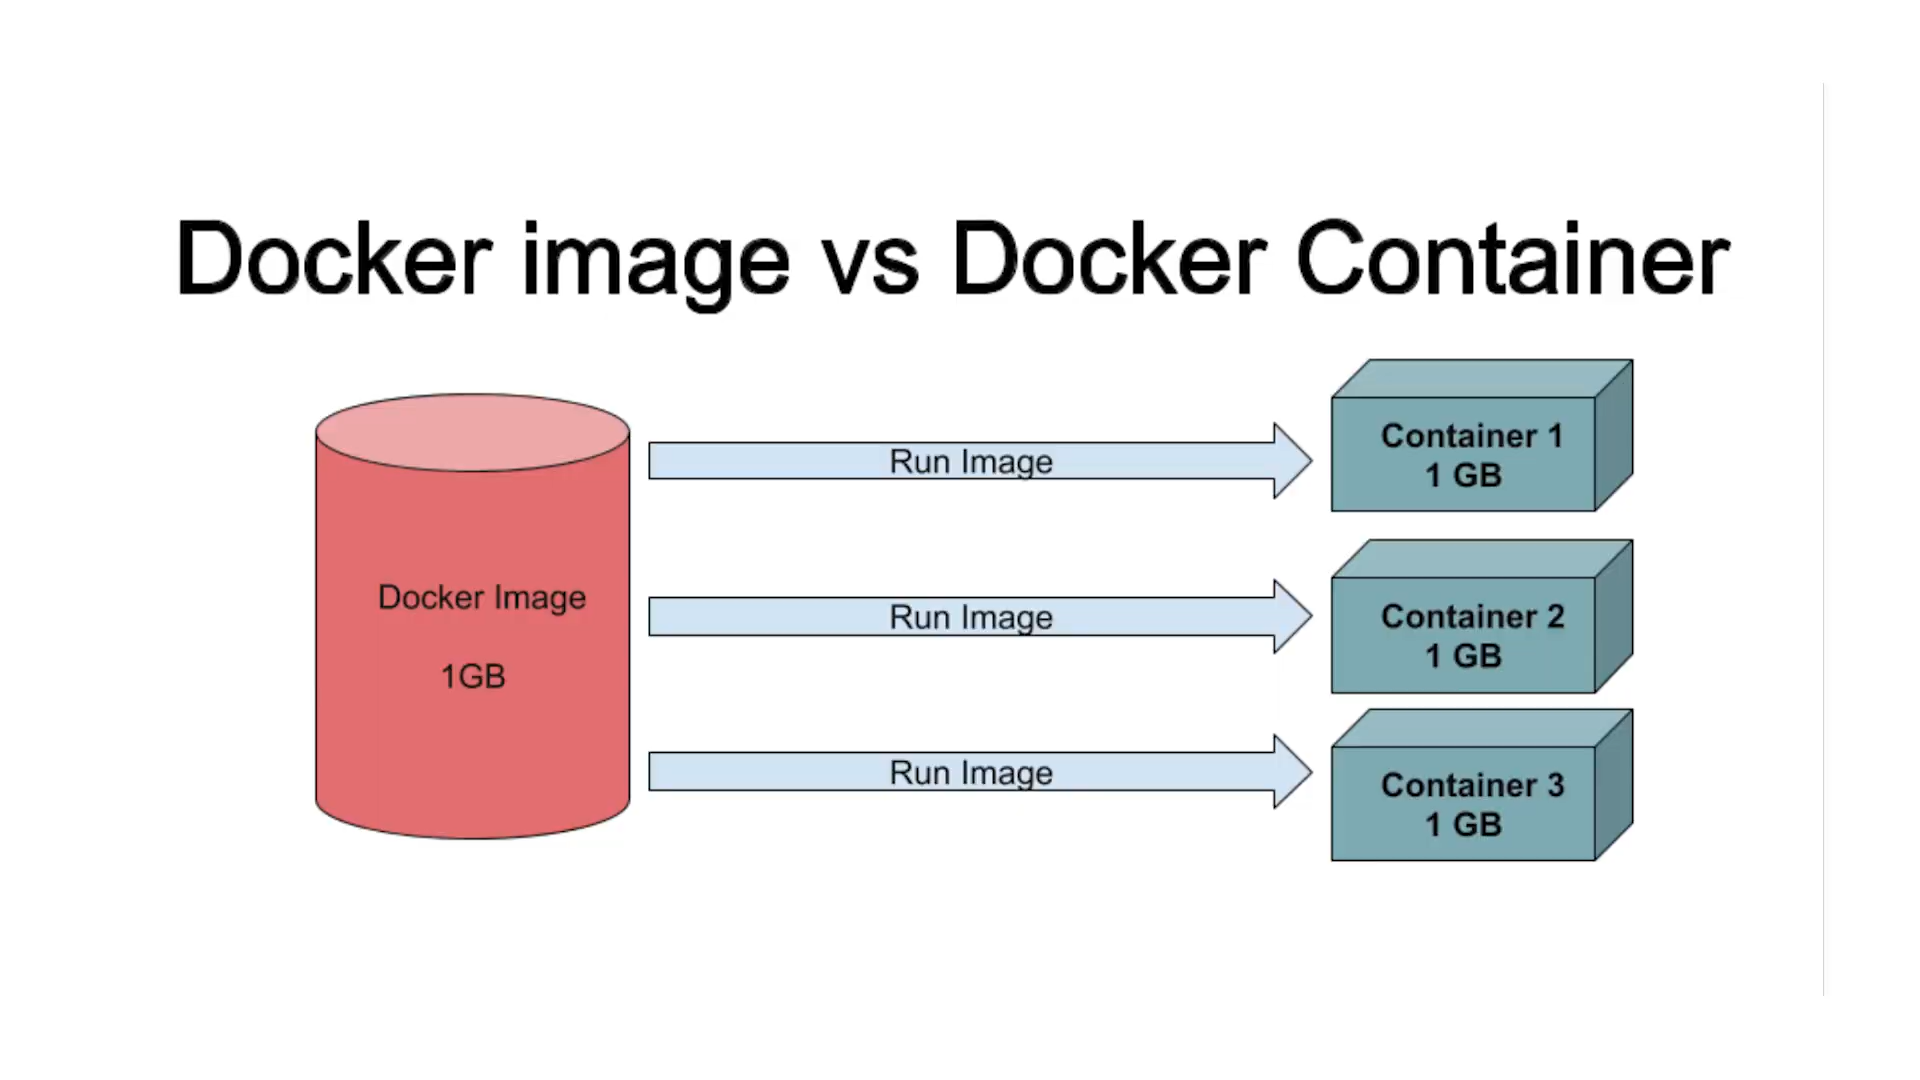 Docker image vs Docker Container
Docker Image
1GB
Run Image
Run Image
Run Image
Container 1
1 GB
Container 2
1 GB
Container 3
1 GB